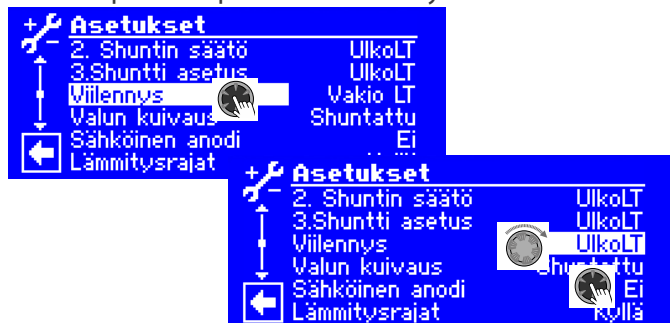 Asetukset
2. Shuntin säätö UlkoLT
3.Shuntti asetus UlkoLT
Viilennys Vakio LT
Valun kuivaus Shuntattu
Sähköinen anodi Ei
Lämmitysrajat
Asetukset
2. Shuntin säätö UlkoLT
3.Shuntti asetus UlkoLT
Viilennys UlkoLT
Valun kuivaus Shuntattu
Sähköinen anodi Ei
Lämmitysrajat Kyllä